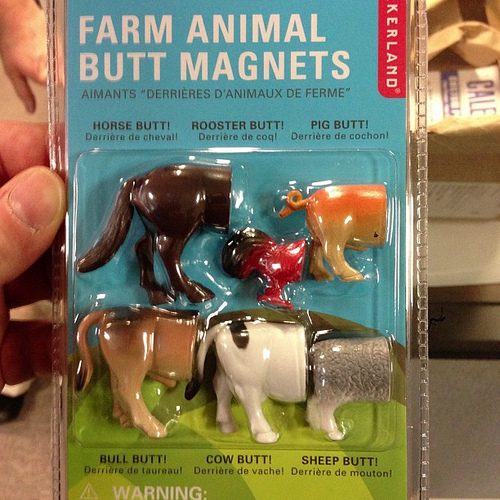 FARM ANIMAL
BUTT MAGNETS
AIMANTS "DERRIÈRES D'ANIMAUX DE FERME"
KERLAND®
HORSE BUTT! ROOSTER BUTT! PIG BUTT!
Derrière de cheval! Derrière de coq! Derrière de cochon!
BULL BUTT! COW BUTT! SHEEP BUTT!
Derrière de taureau! Derrière de vache! Derrière de mouton!
WARNING: